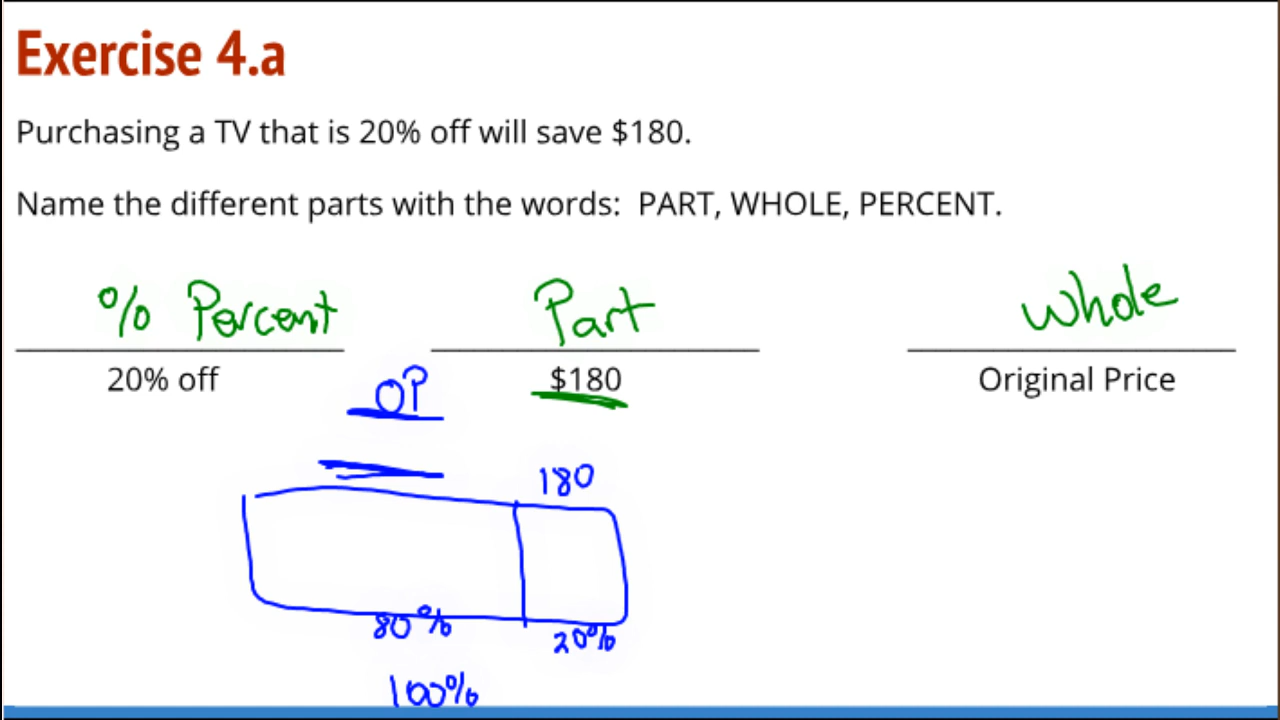 Exercise 4.a
Purchasing a TV that is 20% off will save $180.
Name the different parts with the words: PART, WHOLE, PERCENT.
% Percent Part Whole
20% off $180 Original Price
OP
180
80% 20%
100%